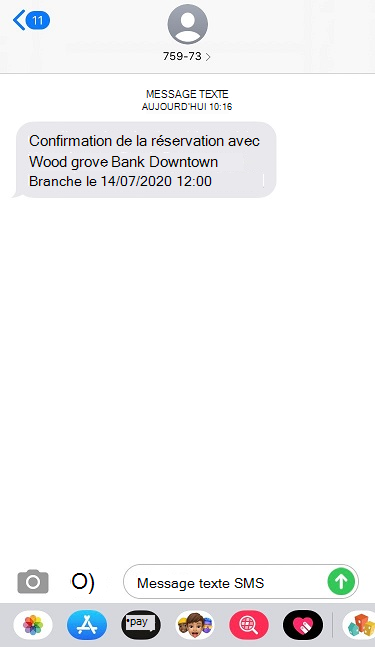 11
759-73
MESSAGE TEXTE
AUJOURD'HUI 10:16
Confirmation de la réservation avec
Wood grove Bank Downtown
Branche le 14/07/2020 12:00
O)
Message texte SMS
•pay